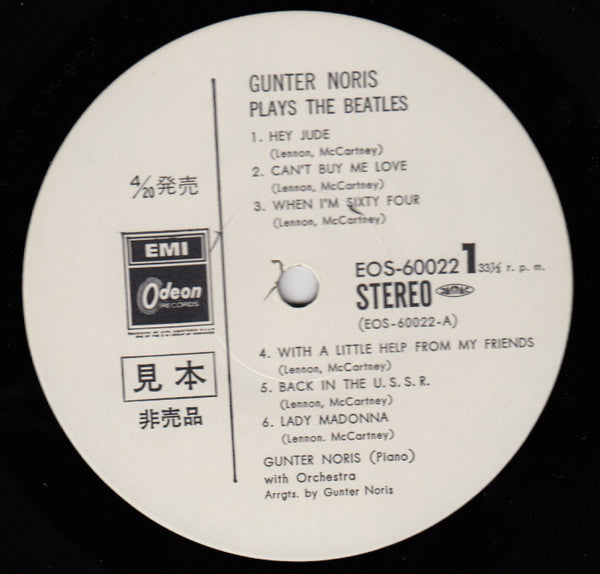 GUNTER NORIS
PLAYS THE BEATLES
1. HEY JUDE
(Lennon, McCartney)
2. CAN'T BUY ME LOVE
(Lennon, McCartney)
3. WHEN I'M SIXTY FOUR
(Lennon, McCartney)
4/20発売
EMI
Odeon
RECORDS
見本
非売品
EOS-60022 1 33⅓ r. p. m.
STEREO
(EOS-60022-A)
4. WITH A LITTLE HELP FROM MY FRIENDS
(Lennon, McCartney)
5. BACK IN THE U. S. S. R.
(Lennon, McCartney)
6. LADY MADONNA
(Lennon. McCartney)
GUNTER NORIS (Piano)
with Orchestra
Arrgts. by Gunter Noris